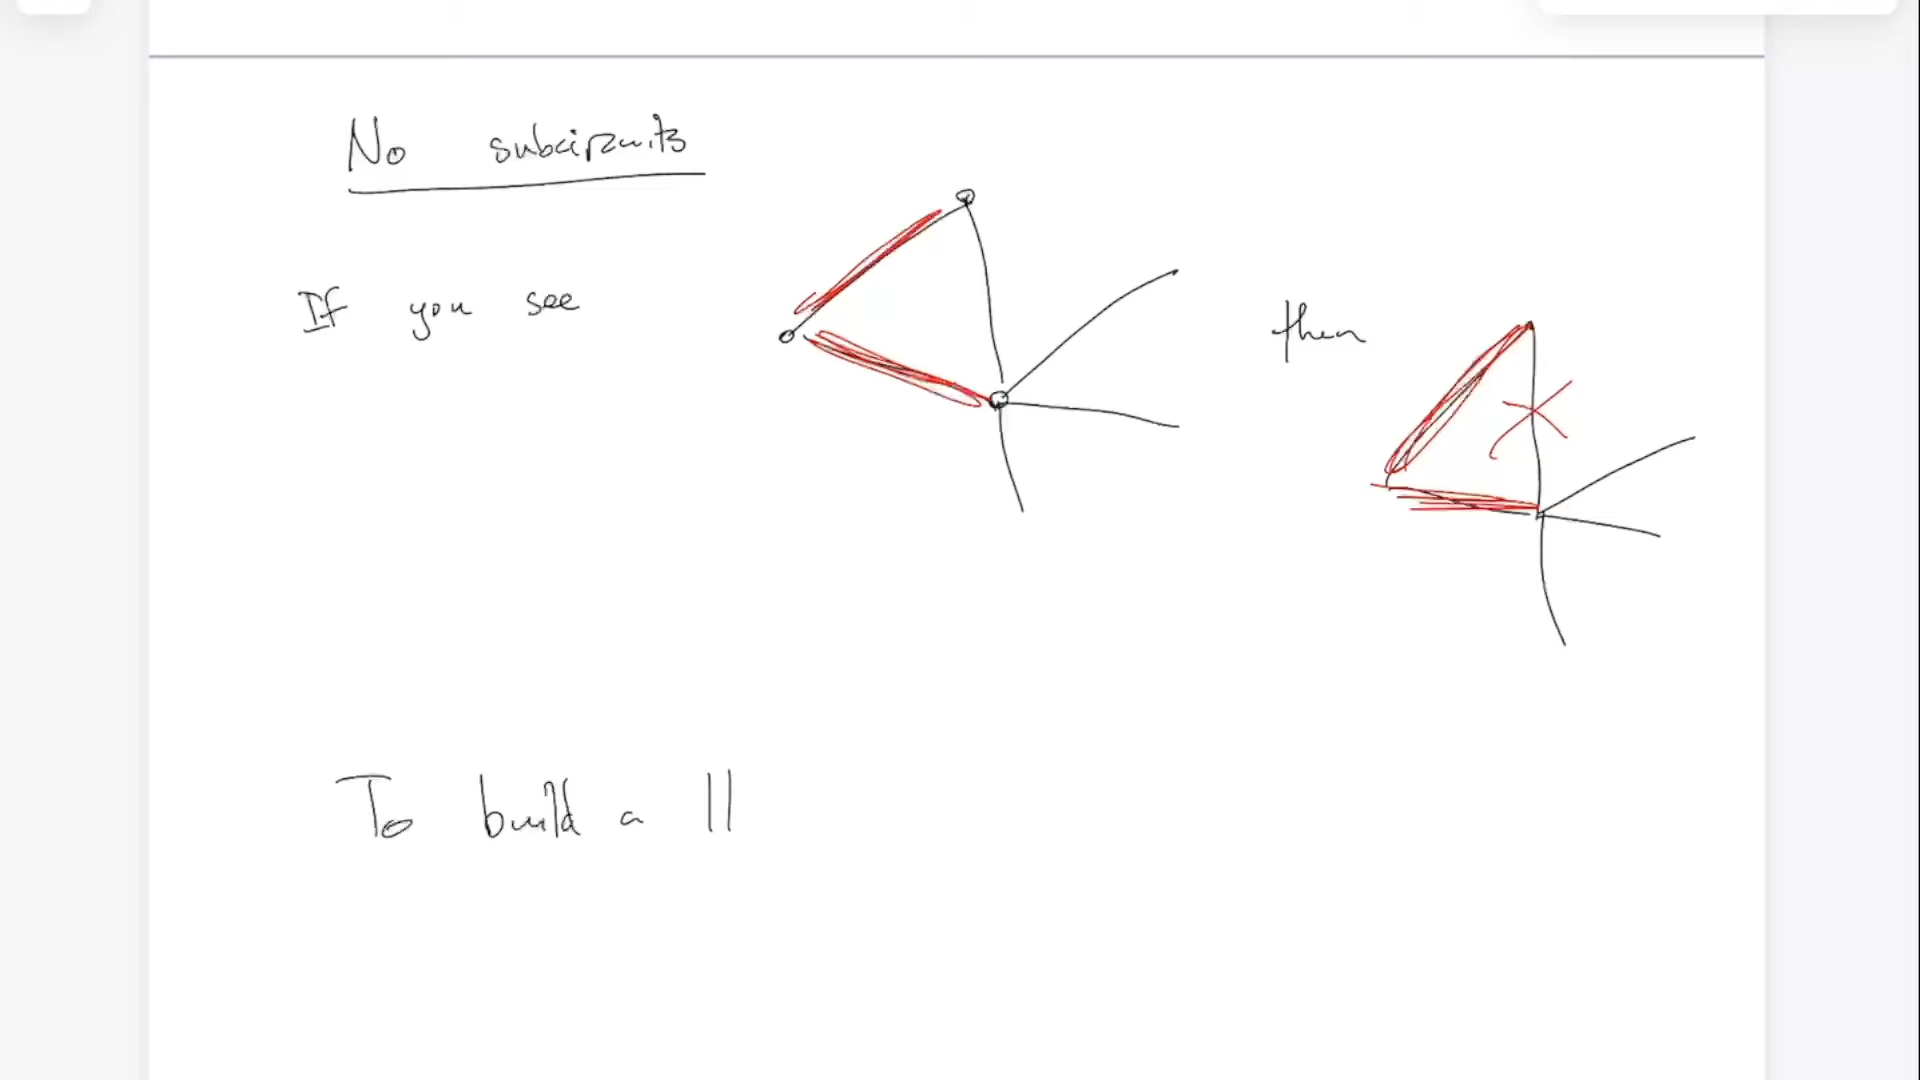 No subcircuits
If you see
then
To build a